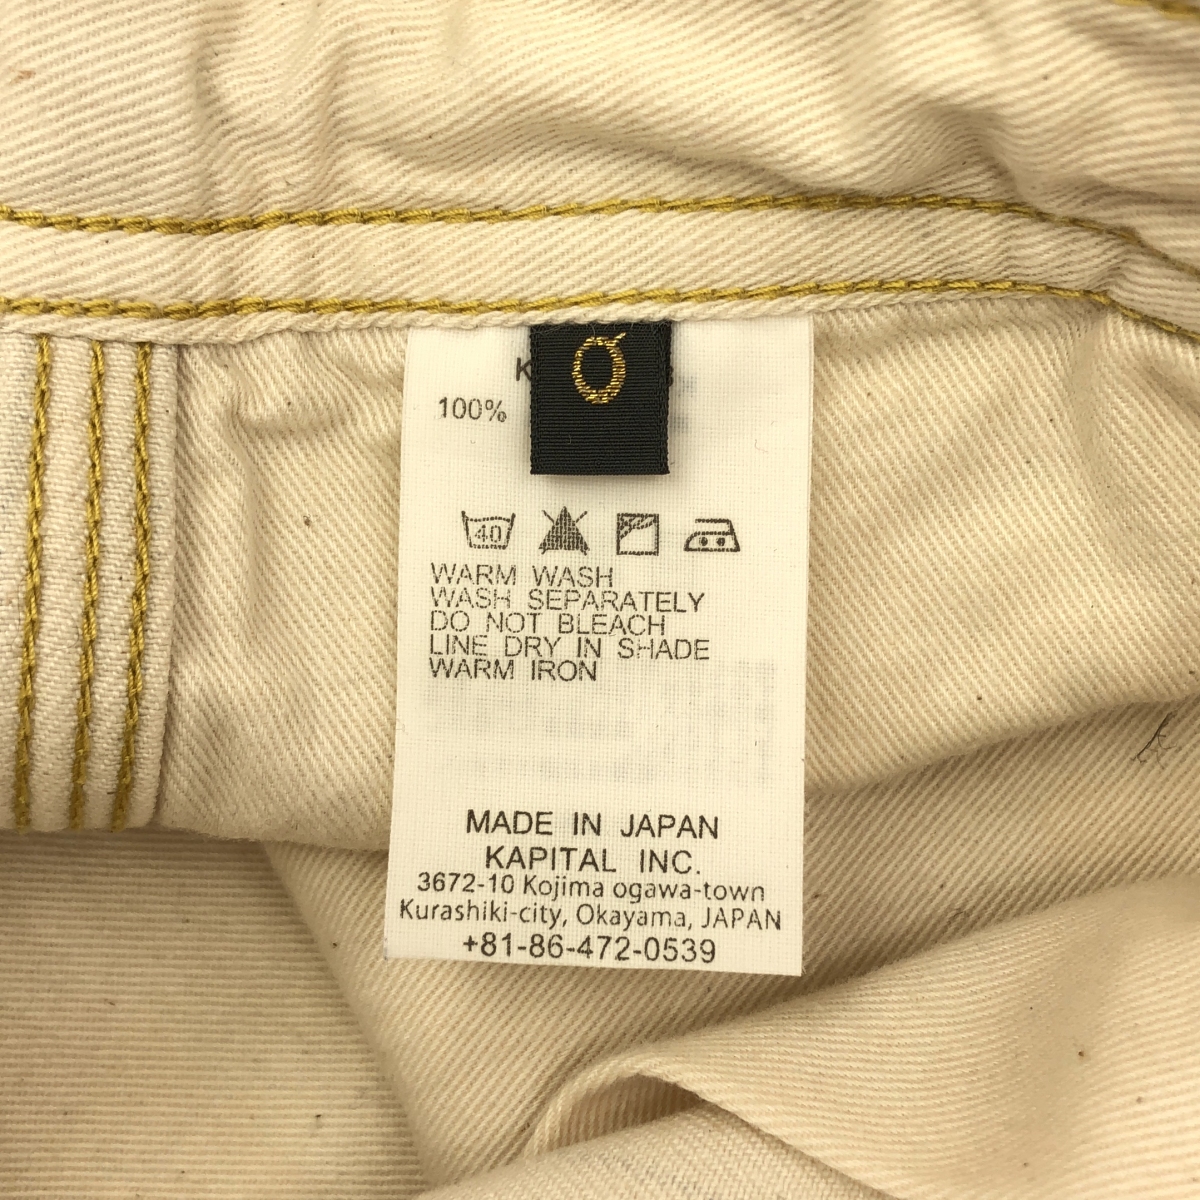 0
100%
40
WARM WASH
WASH SEPARATELY
DO NOT BLEACH
LINE DRY IN SHADE
WARM IRON
MADE IN JAPAN
KAPITAL INC.
3672-10 Kojima ogawa-town
Kurashiki-city, Okayama, JAPAN
+81-86-472-0539